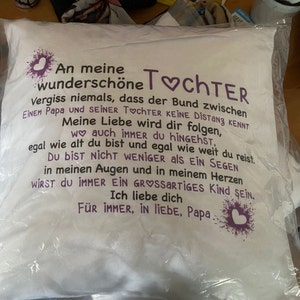 An meine
wunderschöne Tochter
Vergiss niemals, dass der Bund zwischen
Einem Papa und seiner Tochter keine Distanz kennt
Meine Liebe wird dir folgen,
wo auch immer du hingehst,
egal wie alt du bist und egal wie weit du reist.
Du bist nicht weniger als ein Segen
in meinen Augen und in meinem Herzen
wirst du immer ein grossartiges Kind sein.
Ich liebe dich
Für immer, in liebe, Papa